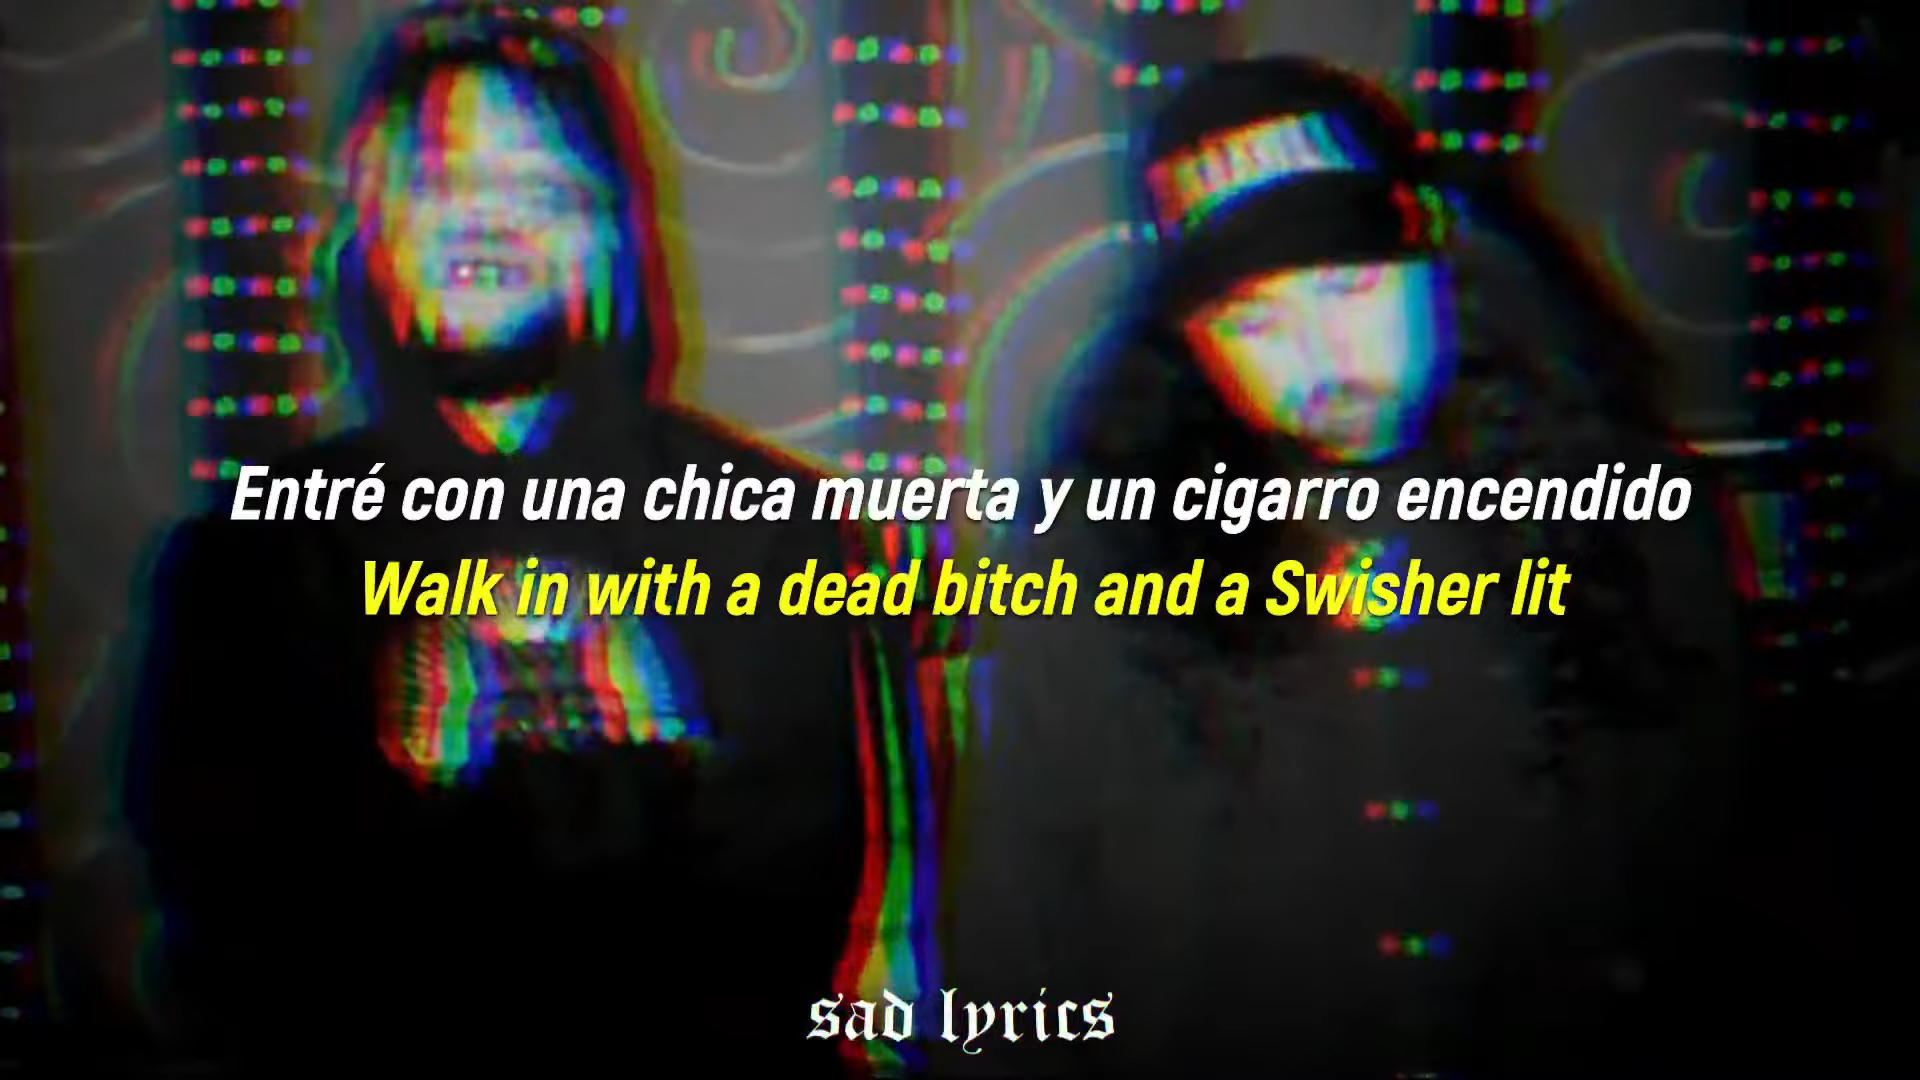 Entré con una chica muerta y un cigarro encendido
Walk in with a dead bitch and a Swisher lit
sad lyrics